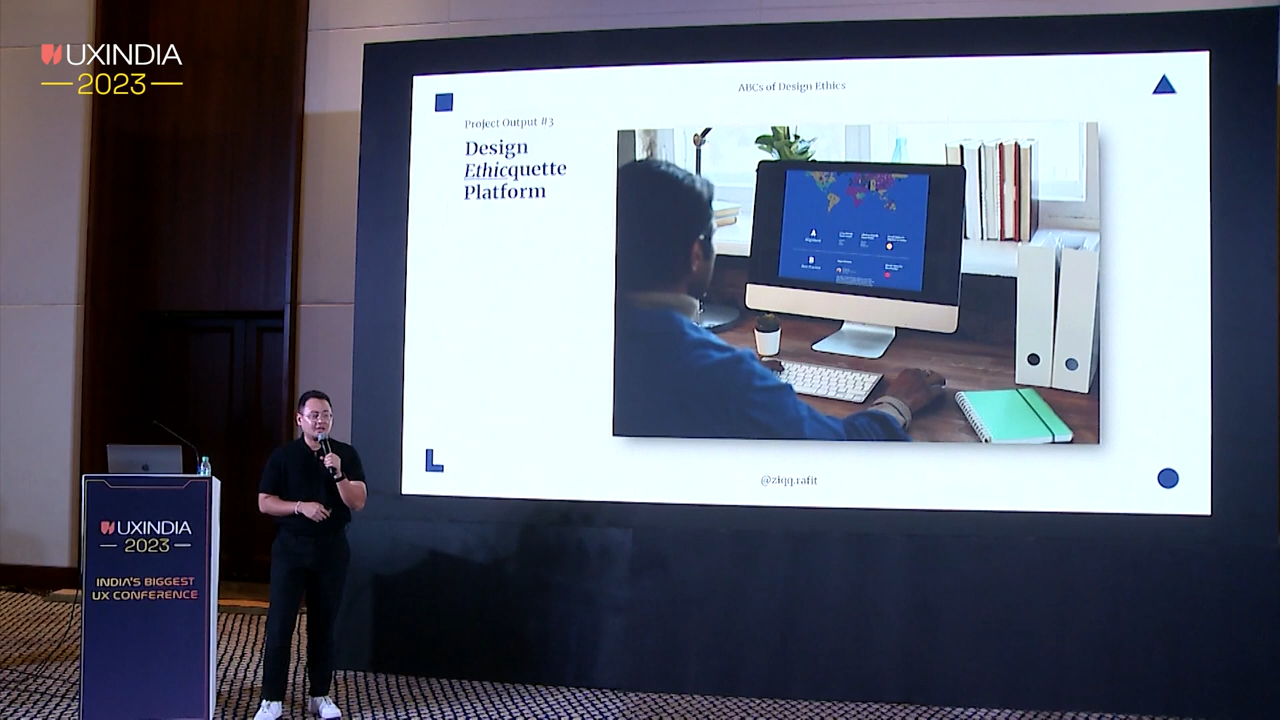 UXINDIA
2023
ABCs of Design Ethics
Project Output #3
Design
Ethicquette
Platform
@ziqq.rafit
UXINDIA
2023
INDIA'S BIGGEST
UX CONFERENCE